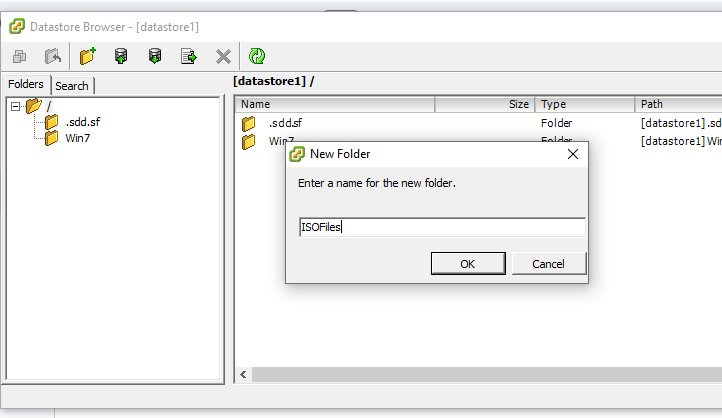 Datastore Browser - [datastore1]
Folders Search
[datastore1] /
/
.sdd.sf
Win7
Name Size Type Path
.sdd.sf Folder [datastore1] .sd
Win7 Folder [datastore1] Win
New Folder
Enter a name for the new folder.
ISOFiles
OK Cancel